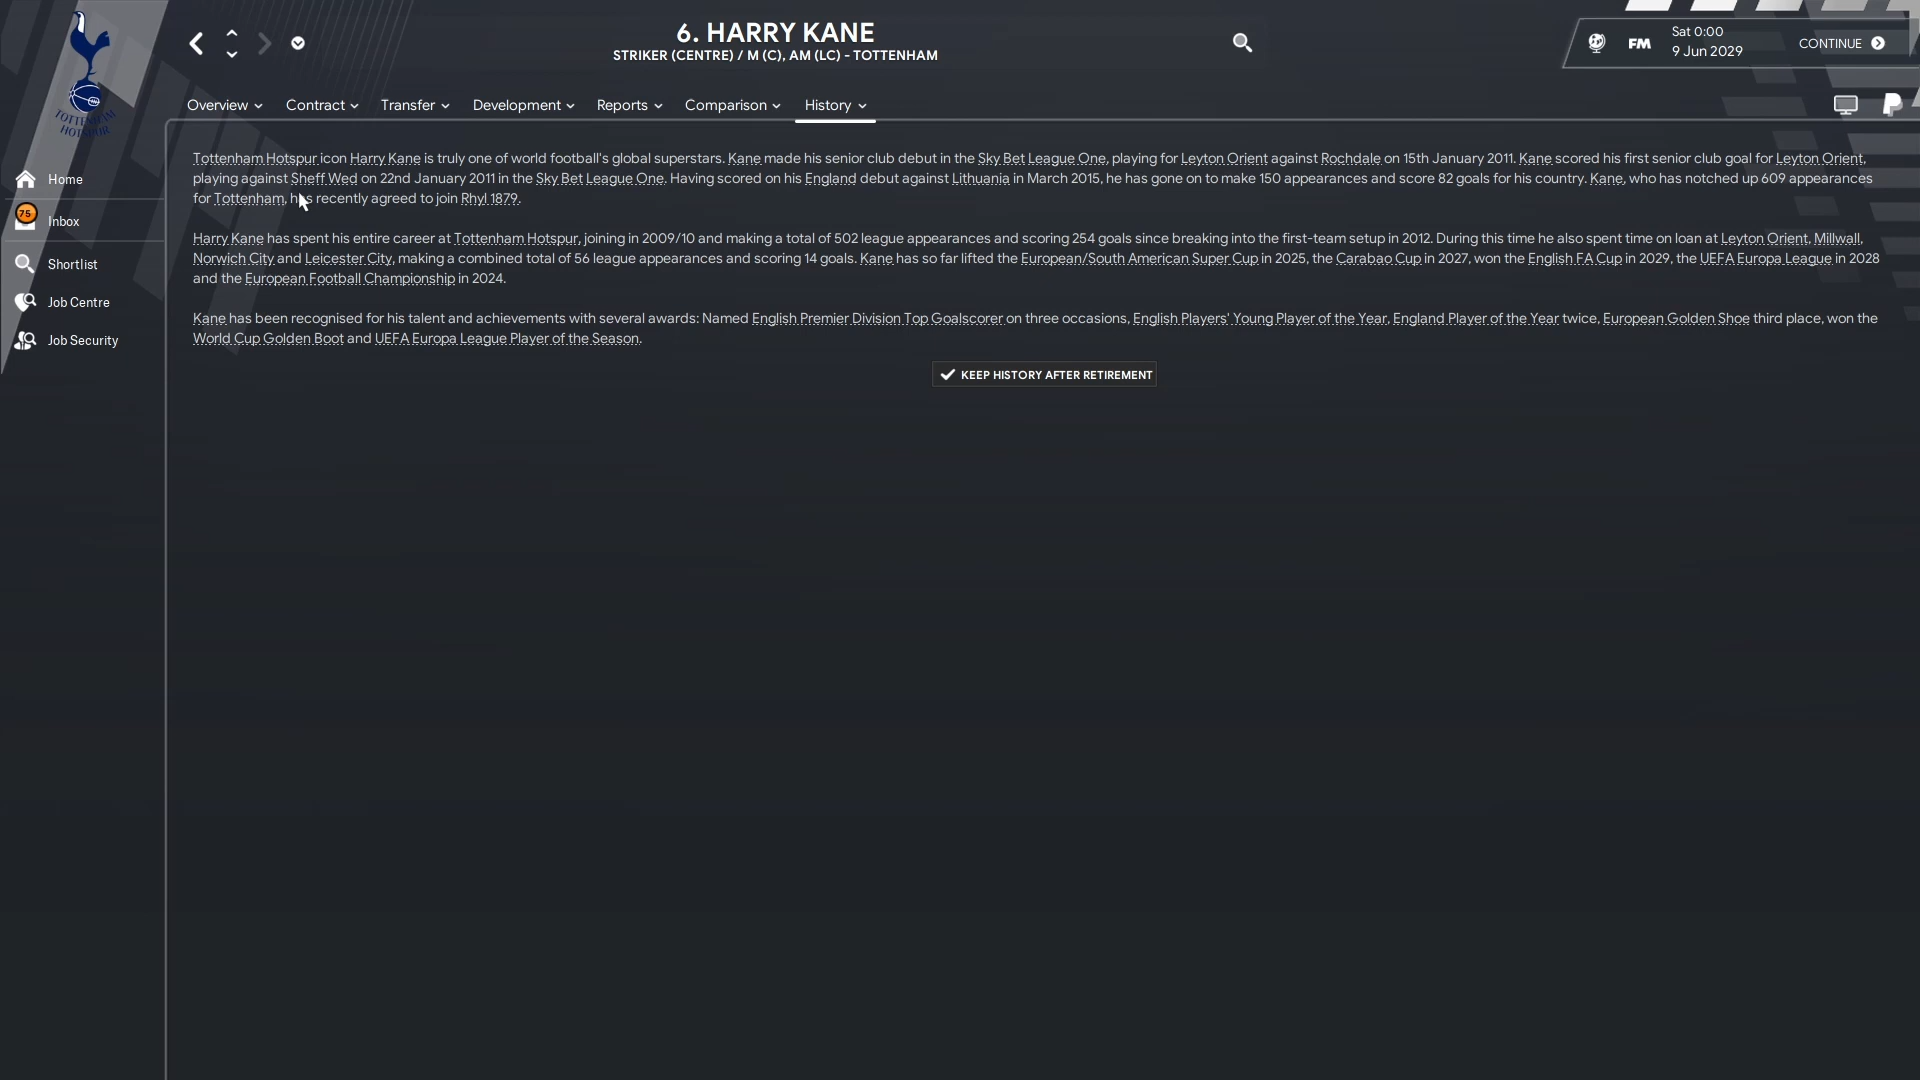 6. HARRY KANE
STRIKER (CENTRE) / M (C), AM (LC) - TOTTENHAM
FM
Sat 0:00
9 Jun 2029
CONTINUE
TOTTENHAM
HOTSPUR
Overview
Contract
Transfer
Development
Reports
Comparison
History
Home
75
Inbox
Shortlist
Job Centre
Job Security
Tottenham Hotspur icon Harry Kane is truly one of world football's global superstars. Kane made his senior club debut in the Sky Bet League One, playing for Leyton Orient against Rochdale on 15th January 2011. Kane scored his first senior club goal for Leyton Orient,
playing against Sheff Wed on 22nd January 2011 in the Sky Bet League One. Having scored on his England debut against Lithuania in March 2015, he has gone on to make 150 appearances and score 82 goals for his country. Kane, who has notched up 609 appearances
for Tottenham, has recently agreed to join Rhyl 1879.
Harry Kane has spent his entire career at Tottenham Hotspur, joining in 2009/10 and making a total of 502 league appearances and scoring 254 goals since breaking into the first-team setup in 2012. During this time he also spent time on loan at Leyton Orient, Millwall,
Norwich City and Leicester City, making a combined total of 56 league appearances and scoring 14 goals. Kane has so far lifted the European/South American Super Cup in 2025, the Carabao Cup in 2027, won the English FA Cup in 2029, the UEFA Europa League in 2028
and the European Football Championship in 2024.
Kane has been recognised for his talent and achievements with several awards: Named English Premier Division Top Goalscorer on three occasions, English Players' Young Player of the Year, England Player of the Year twice, European Golden Shoe third place, won the
World Cup Golden Boot and UEFA Europa League Player of the Season.
KEEP HISTORY AFTER RETIREMENT